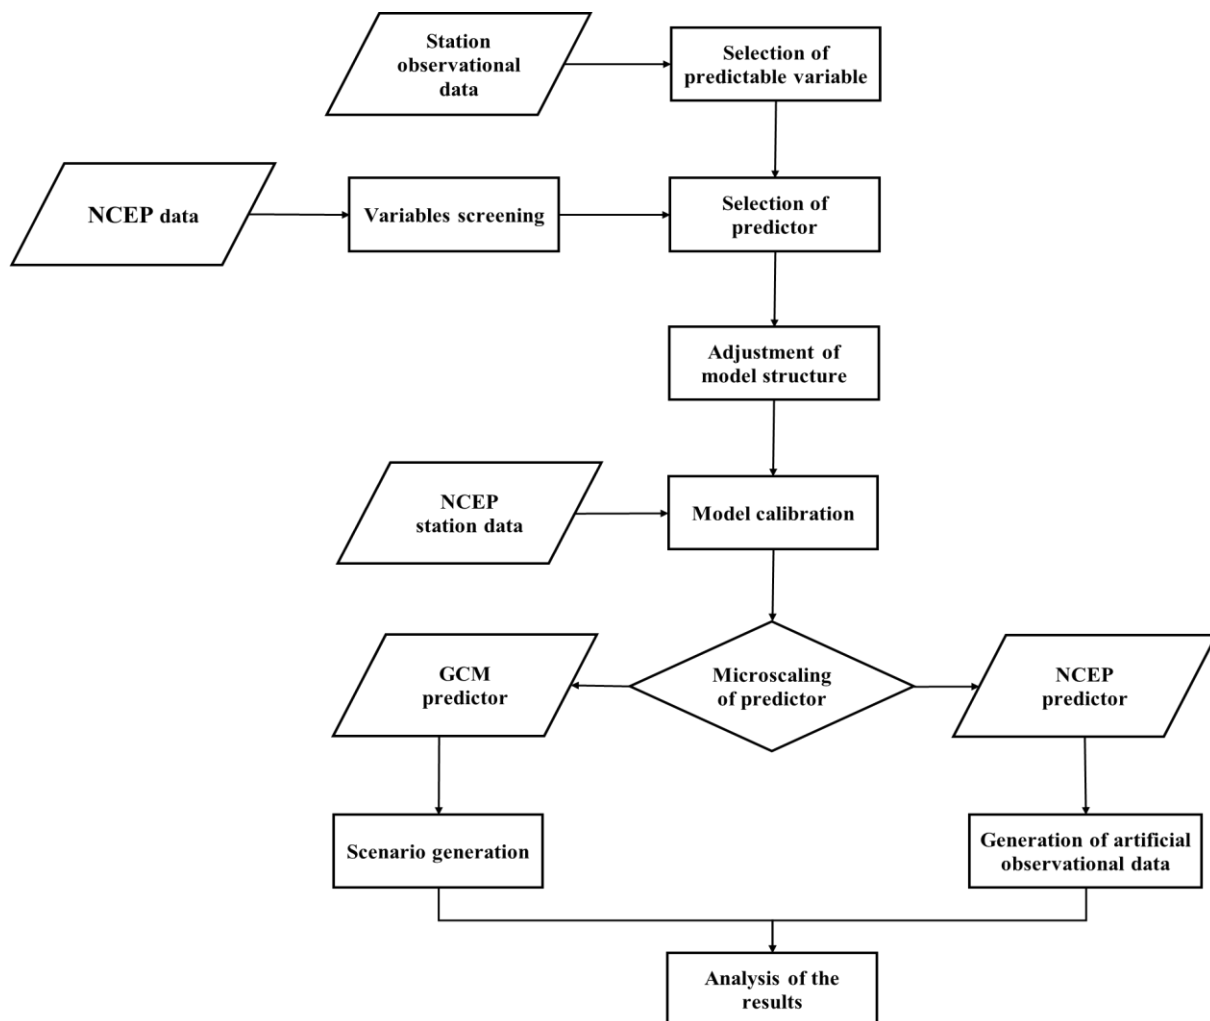 Station
observational
data
Selection of
predictable variable
NCEP data
Variables screening
Selection of
predictor
Adjustment of
model structure
NCEP
station data
Model calibration
GCM
predictor
Microscaling
of predictor
NCEP
predictor
Scenario generation
Generation of artificial
observational data
Analysis of the
results